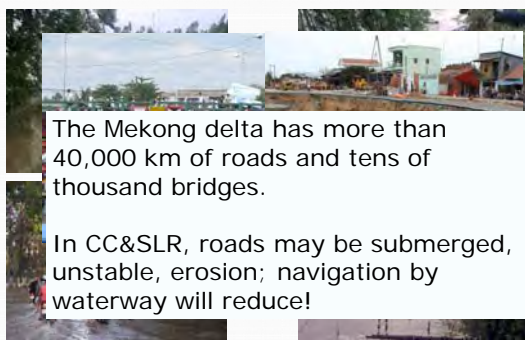 The Mekong delta has more than
40,000 km of roads and tens of
thousand bridges.
In CC&SLR, roads may be submerged,
unstable, erosion; navigation by
waterway will reduce!